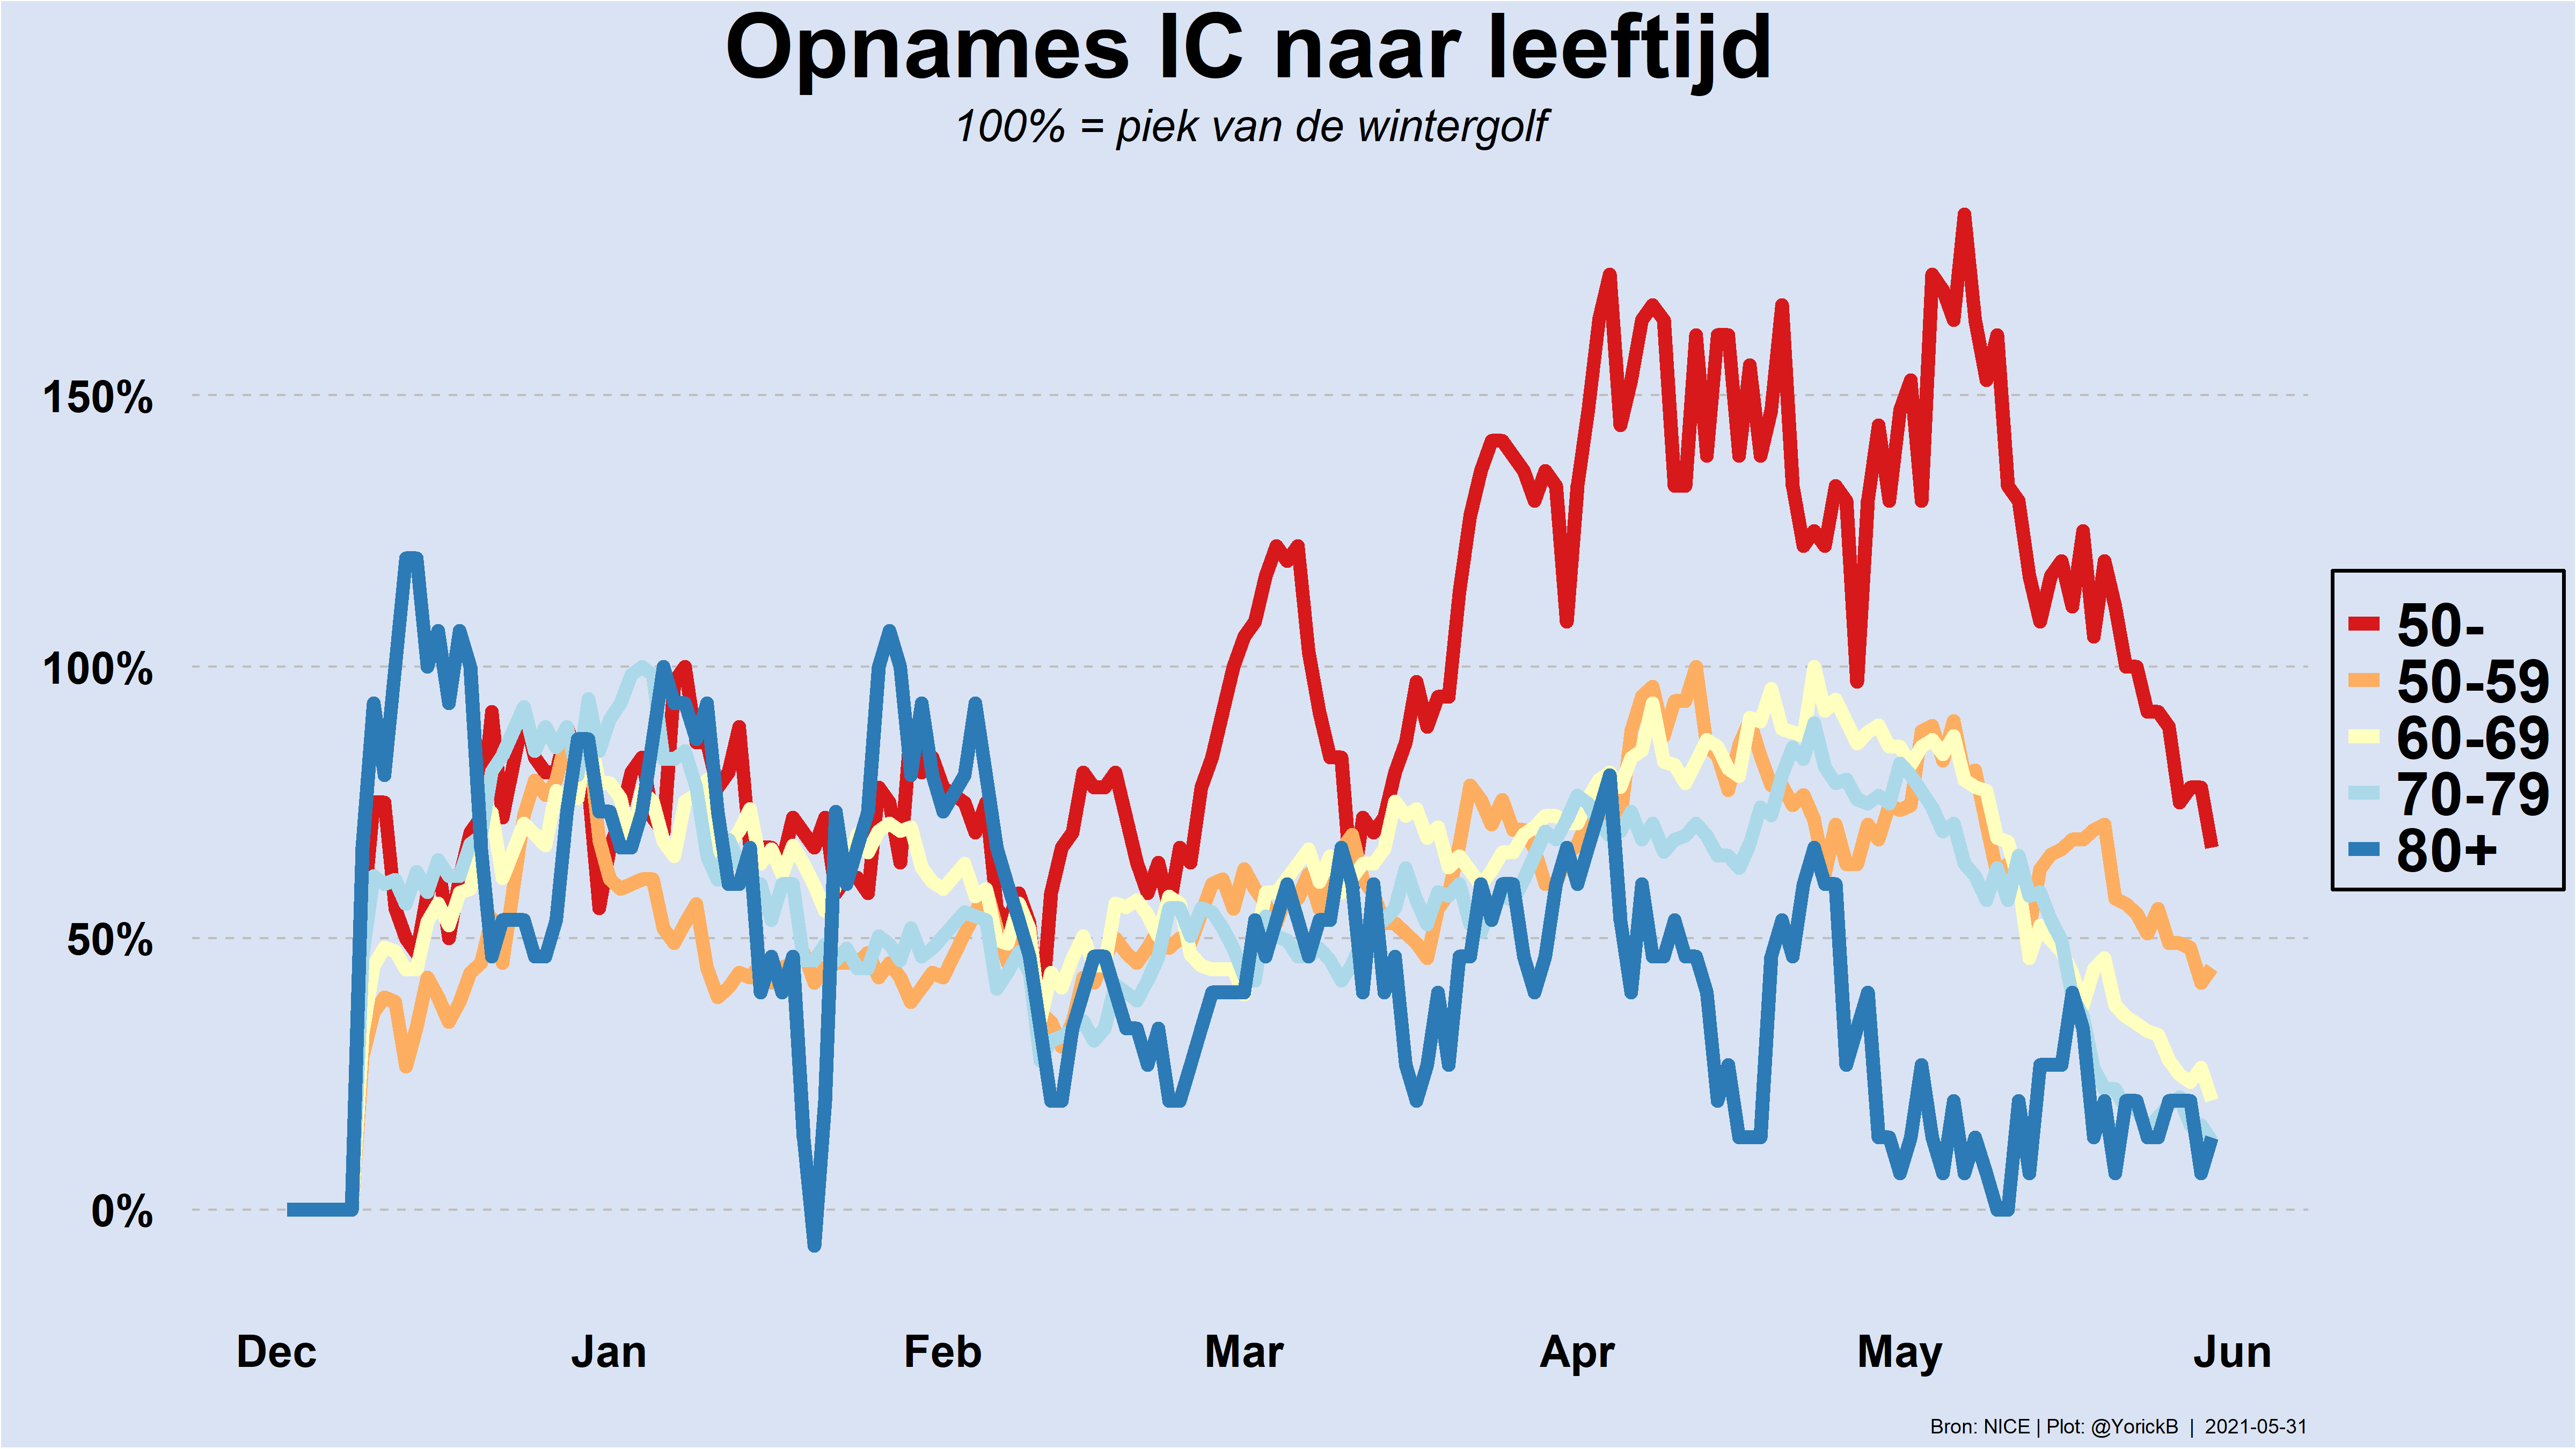 Opnames IC naar leeftijd
100% = piek van de wintergolf
150%
100%
50%
0%
50-
50-59
60-69
70-79
80+
Dec Jan Feb Mar Apr May Jun
Bron: NICE | Plot: @YorickB | 2021-05-31